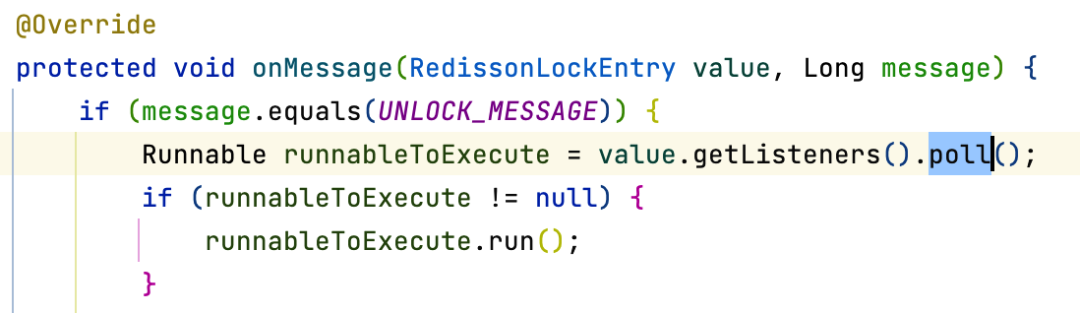 @Override
protected void onMessage(RedissonLockEntry value, Long message) {
if (message.equals(UNLOCK_MESSAGE)) {
Runnable runnableToExecute = value.getListeners().poll();
if (runnableToExecute != null) {
runnableToExecute.run();
}